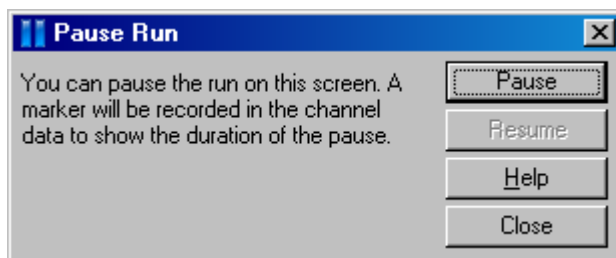 Pause Run
You can pause the run on this screen. A
marker will be recorded in the channel
data to show the duration of the pause.
Pause
Resume
Help
Close